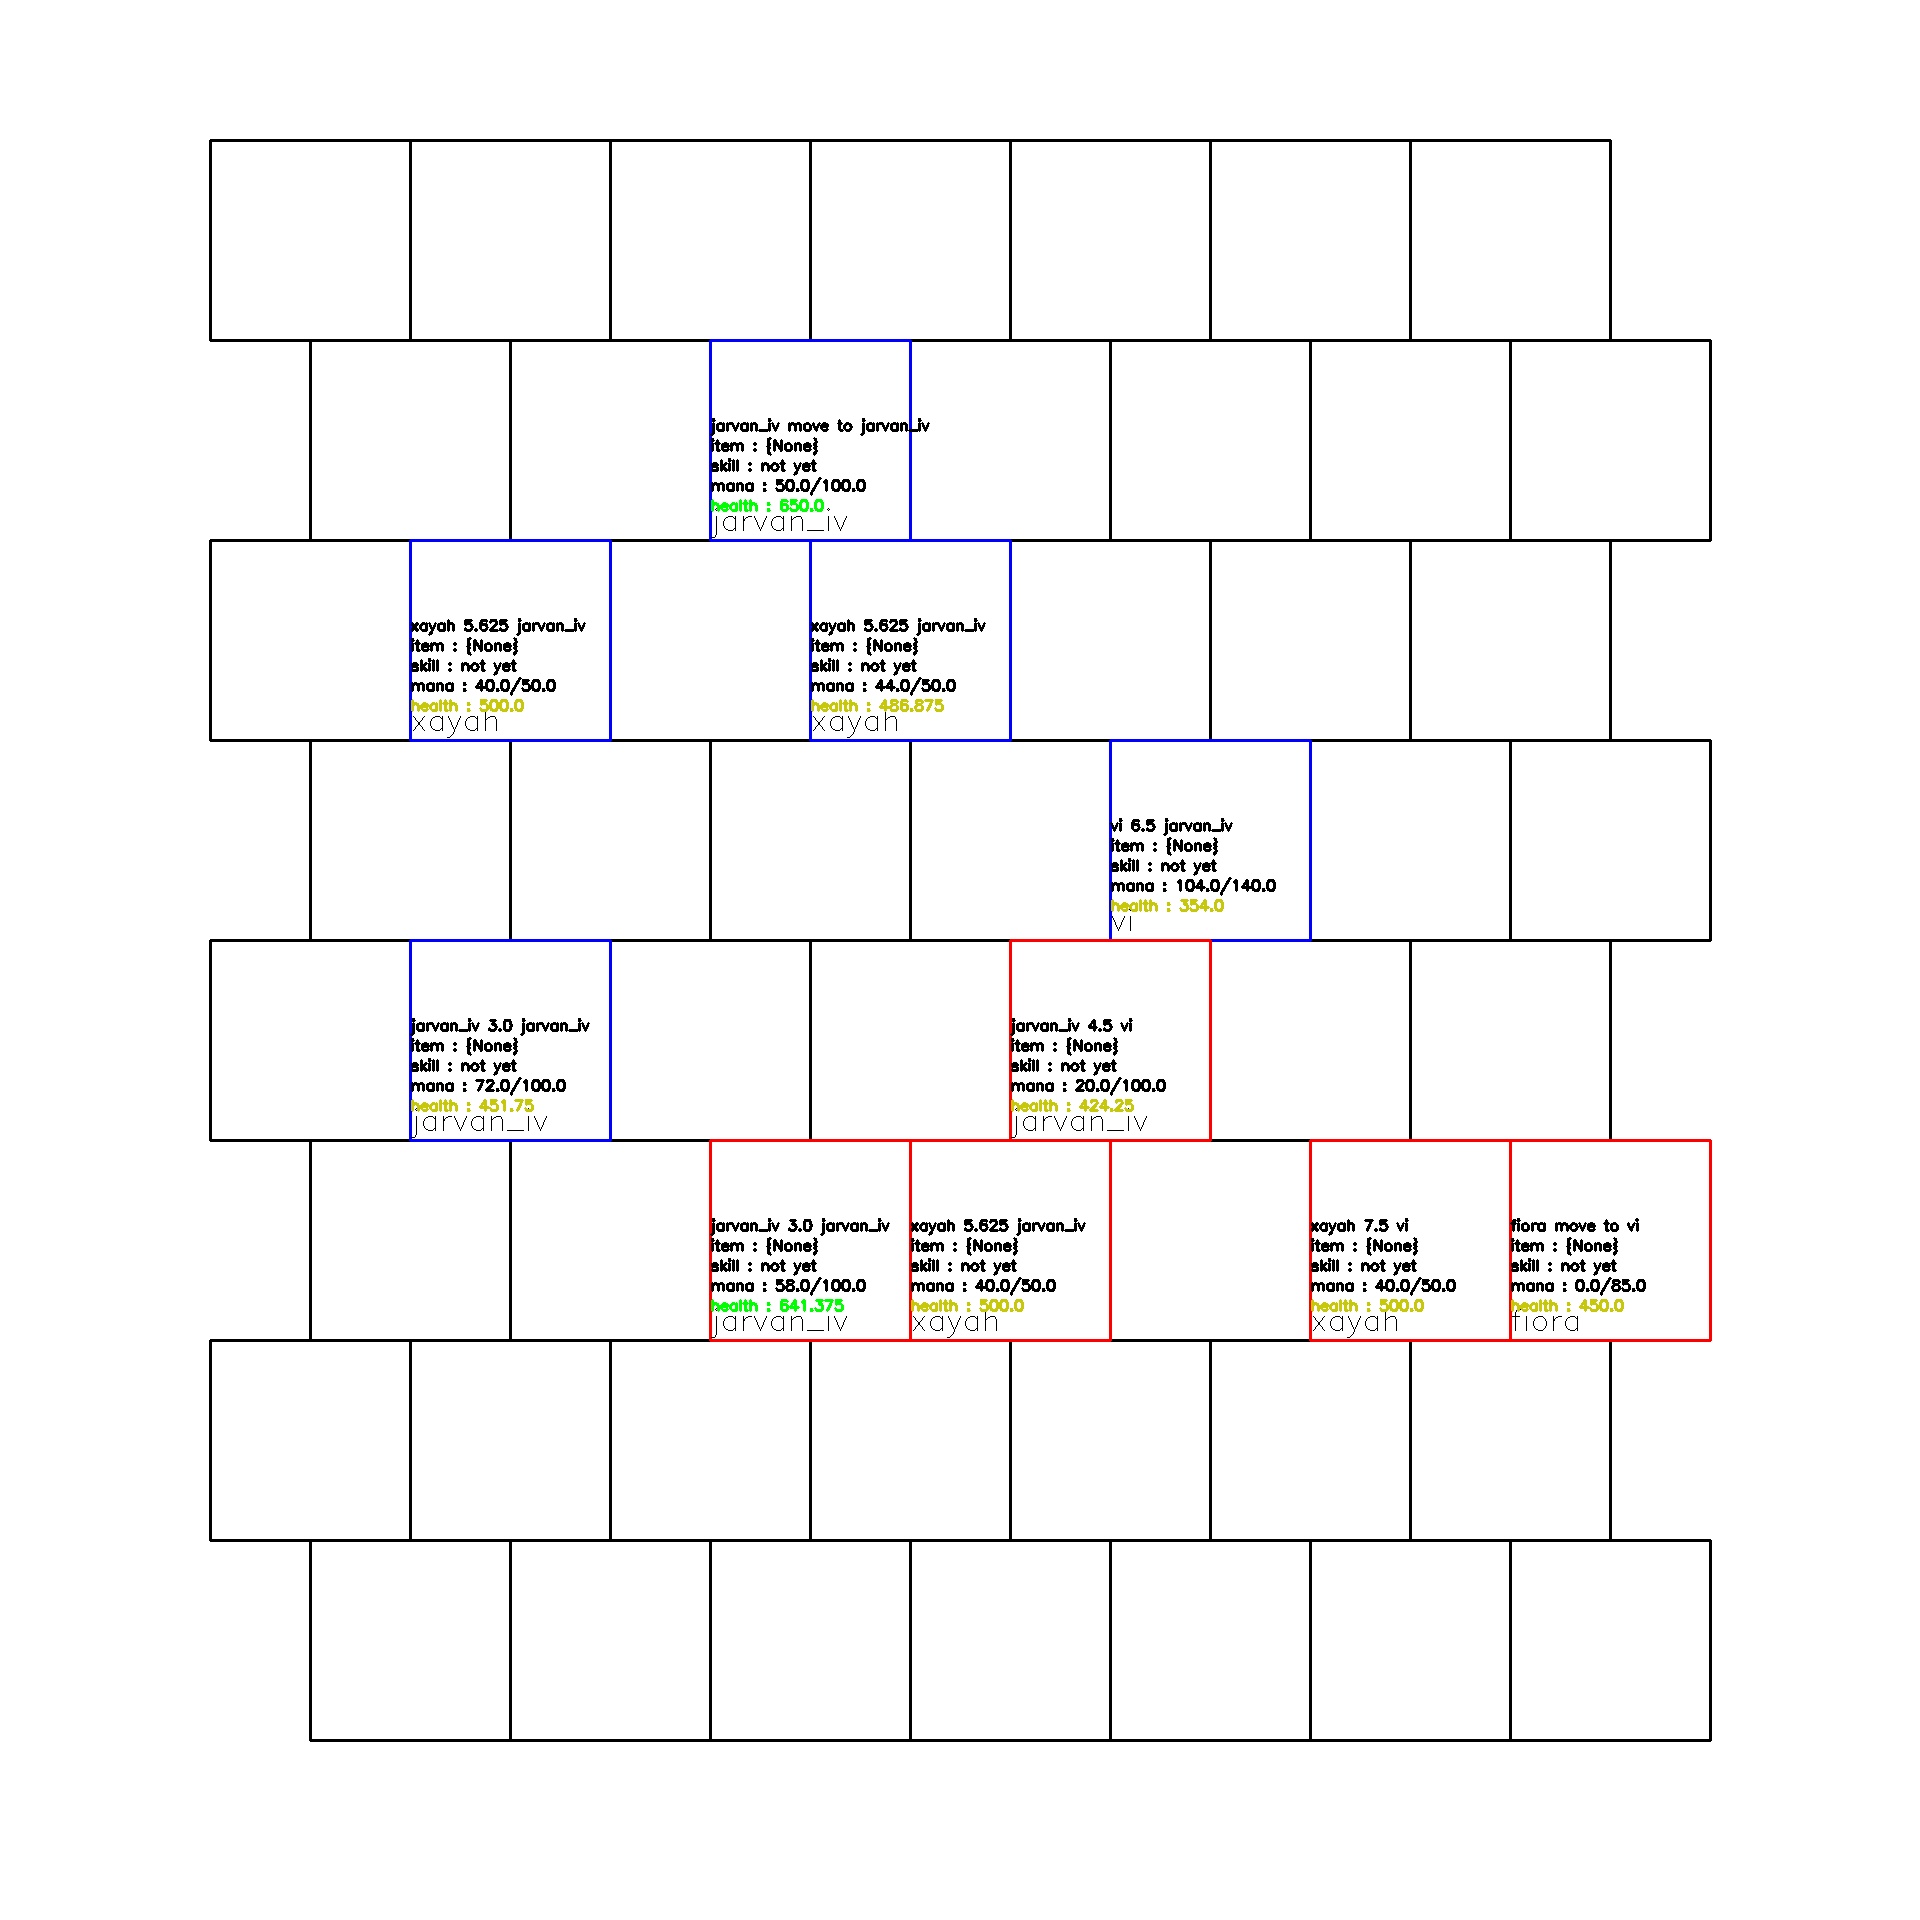 jarvan_iv move to jarvan_iv
item : {None}
skill : not yet
mana : 50.0/100.0
health : 650.0
jarvan_iv
xayah 5.625 jarvan_iv
item : {None}
skill : not yet
mana : 40.0/50.0
health : 500.0
xayah
xayah 5.625 jarvan_iv
item : {None}
skill : not yet
mana : 44.0/50.0
health : 486.875
xayah
vi 6.5 jarvan_iv
item : {None}
skill : not yet
mana : 104.0/140.0
health : 354.0
vi
jarvan_iv 3.0 jarvan_iv
item : {None}
skill : not yet
mana : 72.0/100.0
health : 451.75
jarvan_iv
jarvan_iv 4.5 vi
item : {None}
skill : not yet
mana : 20.0/100.0
health : 424.25
jarvan_iv
jarvan_iv 3.0 jarvan_iv
item : {None}
skill : not yet
mana : 58.0/100.0
health : 641.375
jarvan_iv
xayah 5.625 jarvan_iv
item : {None}
skill : not yet
mana : 40.0/50.0
health : 500.0
xayah
xayah 7.5 vi
item : {None}
skill : not yet
mana : 40.0/50.0
health : 500.0
xayah
fiora move to vi
item : {None}
skill : not yet
mana : 0.0/85.0
health : 450.0
fiora